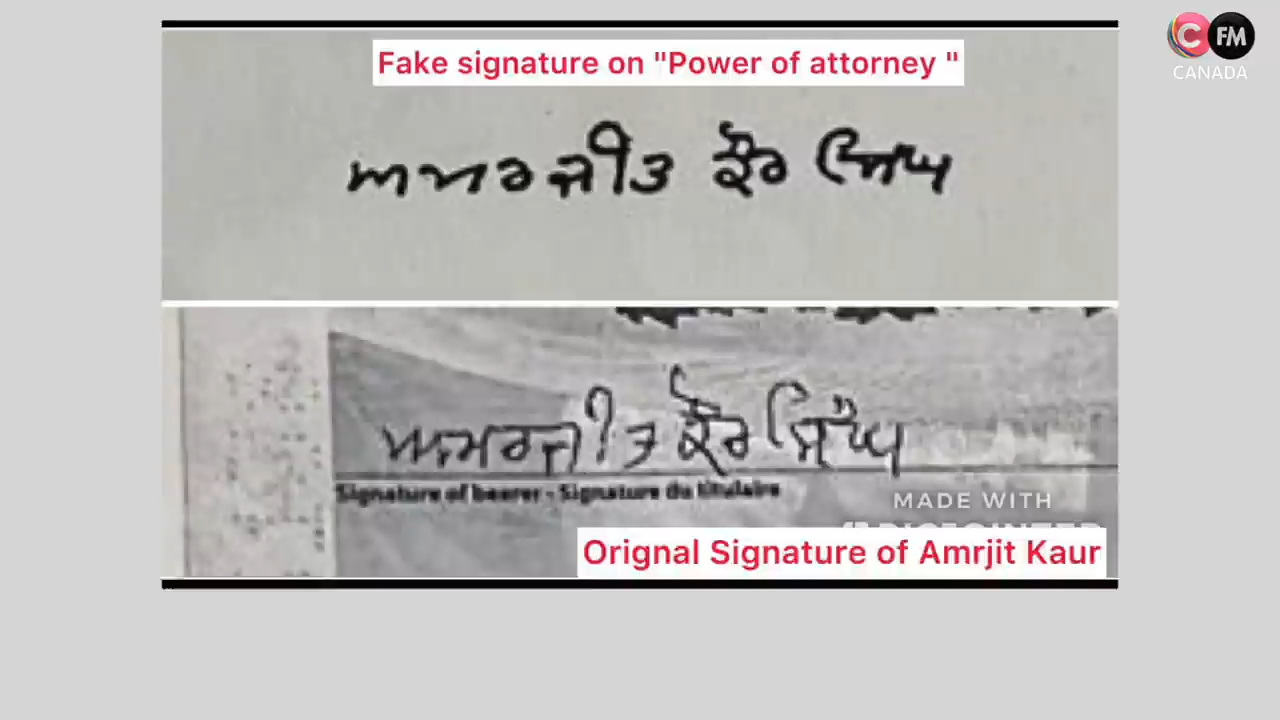 C FM
CANADA
Fake signature on "Power of attorney "
ਅਮਰਜੀਤ ਕੌਰ ਸਿਘ
ਅਮਰਜੀਤ ਕੌਰ ਸਿੰਘ
Signature of bearer - Signature du titulaire
MADE WITH
Orignal Signature of Amrjit Kaur